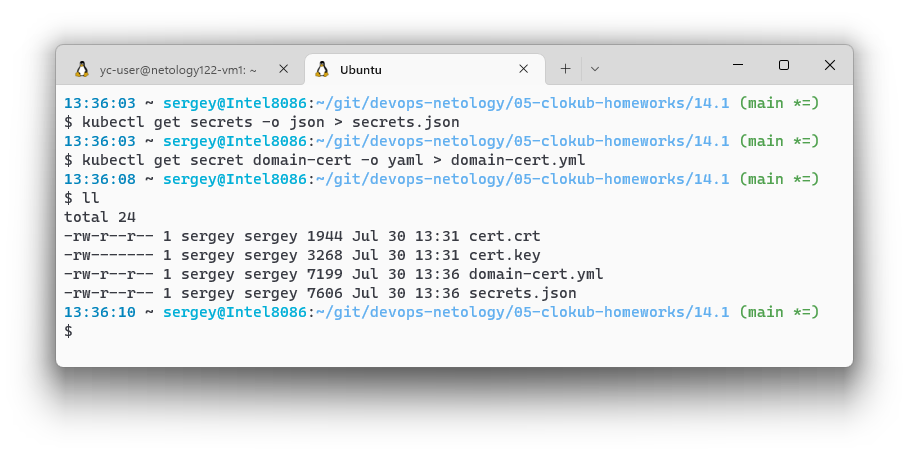 yc-user@netology122-vm1: ~
Ubuntu
13:36:03 ~ sergey@Intel8086:~/git/devops-netology/05-clokub-homeworks/14.1 (main *=)
$ kubectl get secrets -o json > secrets.json
13:36:03 ~ sergey@Intel8086:~/git/devops-netology/05-clokub-homeworks/14.1 (main *=)
$ kubectl get secret domain-cert -o yaml > domain-cert.yml
13:36:08 ~ sergey@Intel8086:~/git/devops-netology/05-clokub-homeworks/14.1 (main *=)
$ ll
total 24
-rw-r--r-- 1 sergey sergey 1944 Jul 30 13:31 cert.crt
-rw------- 1 sergey sergey 3268 Jul 30 13:31 cert.key
-rw-r--r-- 1 sergey sergey 7199 Jul 30 13:36 domain-cert.yml
-rw-r--r-- 1 sergey sergey 7606 Jul 30 13:36 secrets.json
13:36:10 ~ sergey@Intel8086:~/git/devops-netology/05-clokub-homeworks/14.1 (main *=)
$